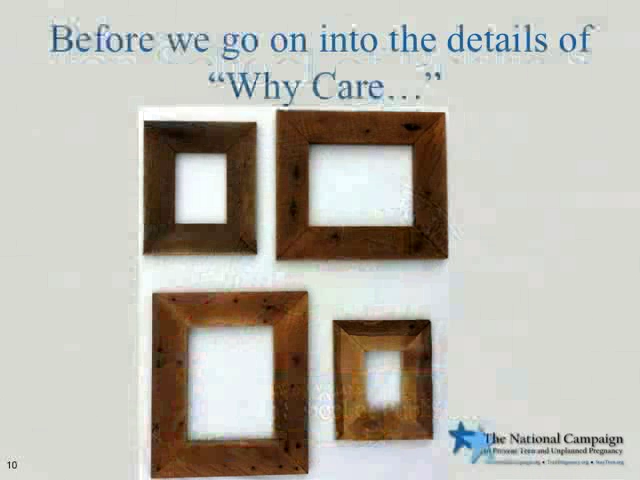 Before we go on into the details of
“Why Care…”
The National Campaign
to Prevent Teen and Unplanned Pregnancy
10